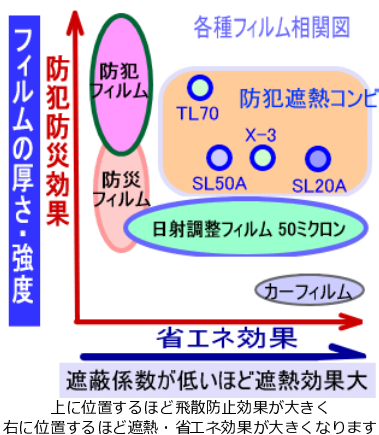 各種フィルム相関図
フィルムの厚さ・強度
防犯防災効果
防犯
フィルム
防犯遮熱コンビ
TL70
X-3
SL50A
SL20A
防災
フィルム
日射調整フィルム 50ミクロン
カーフィルム
省エネ効果
遮蔽係数が低いほど遮熱効果大
上に位置するほど飛散防止効果が大きく
右に位置するほど遮熱・省エネ効果が大きくなります